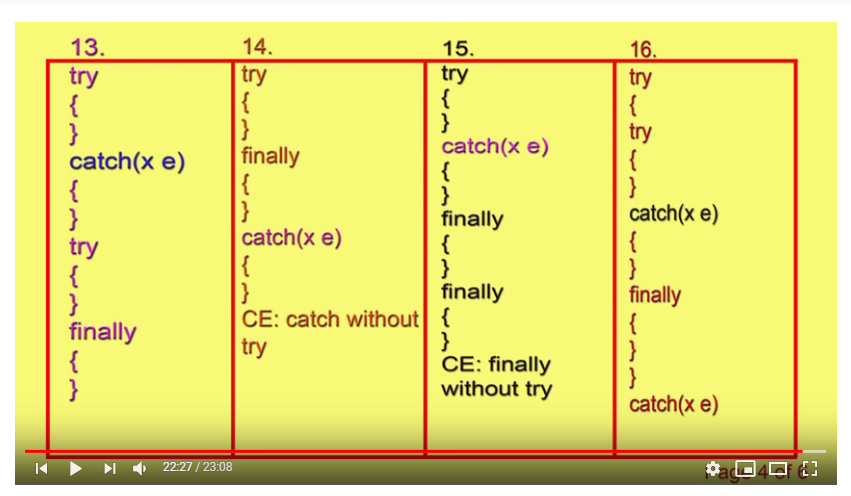 13.
try
{
}
catch(x e)
{
}
try
{
}
finally
{
}
14.
try
{
}
finally
{
}
catch(x e)
{
}
CE: catch without
try
15.
try
{
}
catch(x e)
{
}
finally
{
}
finally
{
}
CE: finally
without try
16.
try
{
try
{
}
catch(x e)
{
}
finally
{
}
}
catch(x e)
22:27 / 23:08
Page 4 of 6